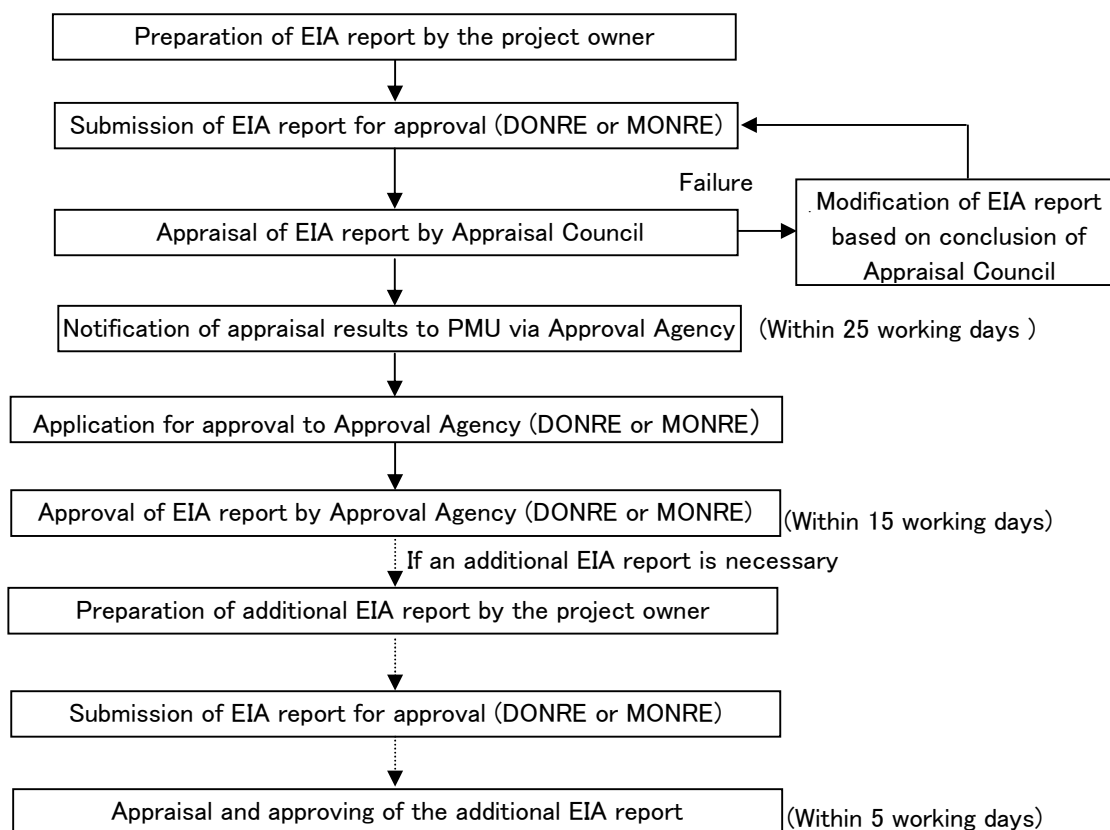 Preparation of EIA report by the project owner
Submission of EIA report for approval (DONRE or MONRE)
Failure
Modification of EIA report
based on conclusion of
Appraisal Council
Appraisal of EIA report by Appraisal Council
Notification of appraisal results to PMU via Approval Agency
(Within 25 working days )
Application for approval to Approval Agency (DONRE or MONRE)
Approval of EIA report by Approval Agency (DONRE or MONRE)
(Within 15 working days)
If an additional EIA report is necessary
Preparation of additional EIA report by the project owner
Submission of EIA report for approval (DONRE or MONRE)
Appraisal and approving of the additional EIA report
(Within 5 working days)